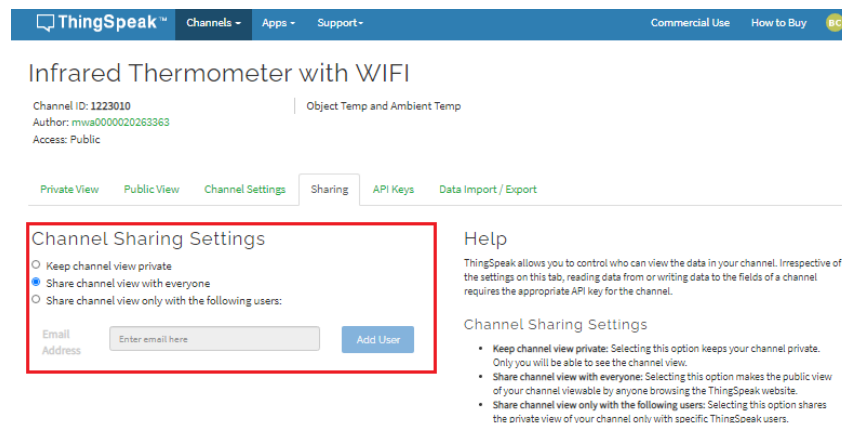 ThingSpeak™ Channels Apps Support Commercial Use How to Buy BC
Infrared Thermometer with WIFI
Channel ID: 1223010
Object Temp and Ambient Temp
Author: mwa0000020263363
Access: Public
Private View Public View Channel Settings Sharing API Keys Data Import / Export
Channel Sharing Settings
Keep channel view private
Share channel view with everyone
Share channel view only with the following users:
Email
Address
Enter email here
Add User
Help
ThingSpeak allows you to control who can view the data in your channel. Irrespective of
the settings on this tab, reading data from or writing data to the fields of a channel
requires the appropriate API key for the channel.
Channel Sharing Settings
• Keep channel view private: Selecting this option keeps your channel private.
Only you will be able to see the channel view.
• Share channel view with everyone: Selecting this option makes the public view
of your channel viewable by anyone browsing the ThingSpeak website.
• Share channel view only with the following users: Selecting this option shares
the private view of your channel only with specific ThingSpeak users.